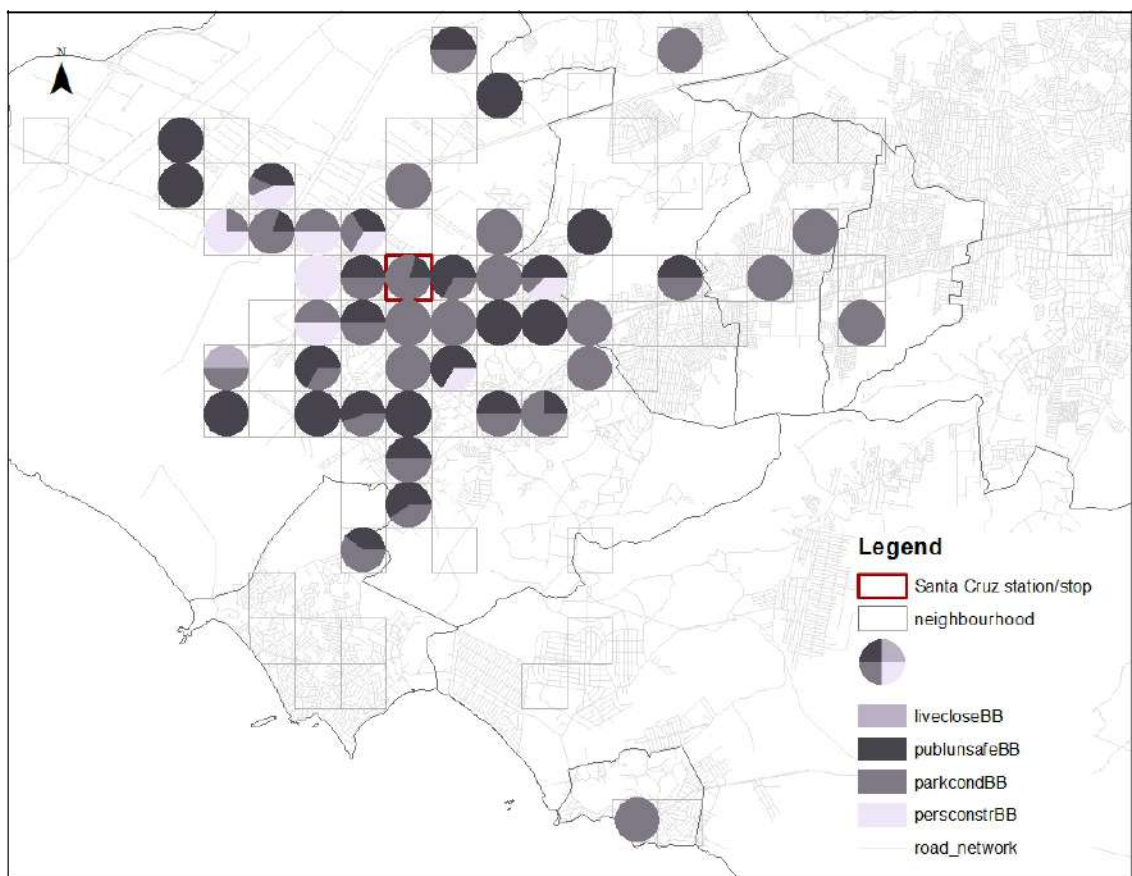 N
Legend
Santa Cruz station/stop
neighbourhood
livecloseBB
publunsafeBB
parkcondBB
persconstrBB
road_network